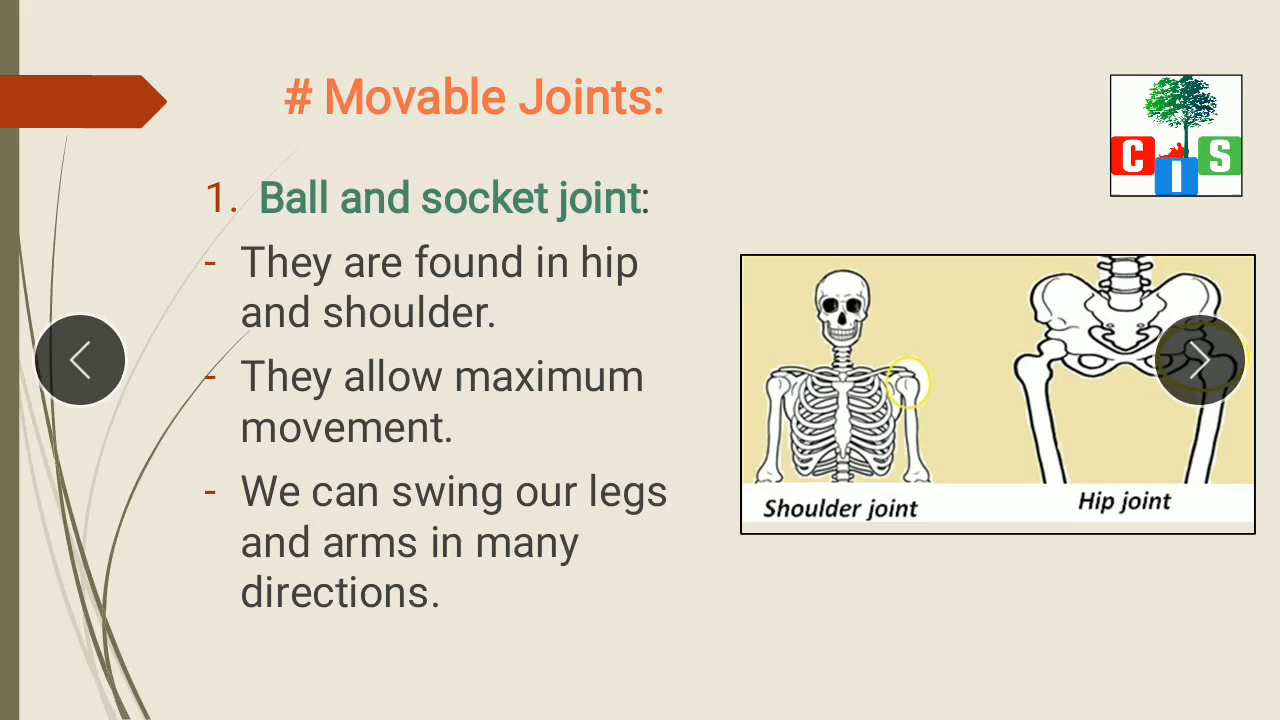 # Movable Joints:
C I S
1. Ball and socket joint:
- They are found in hip
and shoulder.
- They allow maximum
movement.
- We can swing our legs
and arms in many
directions.
Shoulder joint
Hip joint